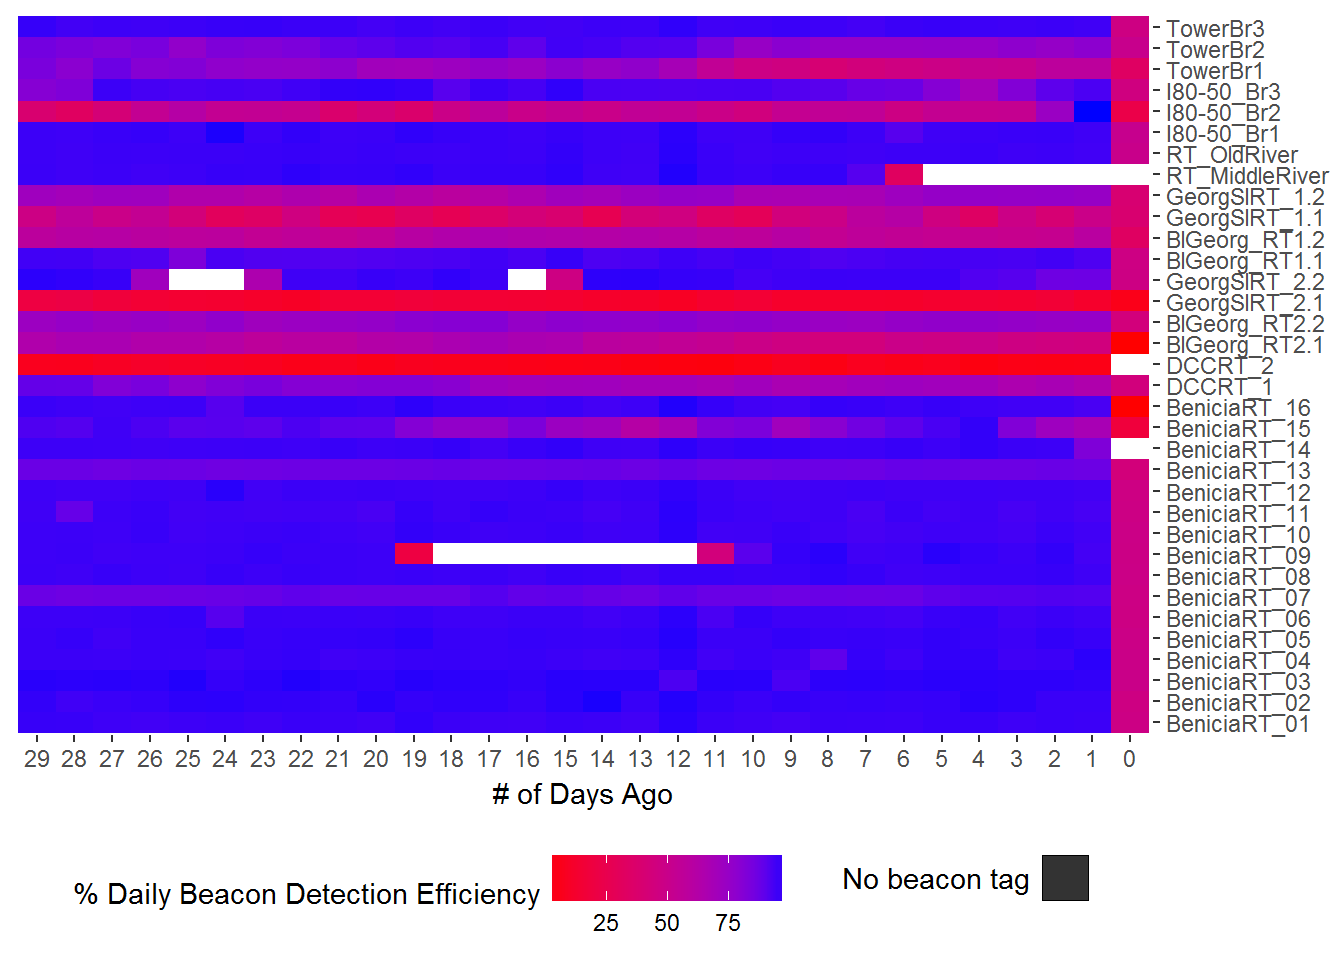 TowerBr3
TowerBr2
TowerBr1
I80-50_Br3
I80-50_Br2
I80-50_Br1
RT_OldRiver
RT_MiddleRiver
GeorgSlRT_1.2
GeorgSlRT_1.1
BlGeorg_RT1.2
BlGeorg_RT1.1
GeorgSlRT_2.2
GeorgSlRT_2.1
BlGeorg_RT2.2
BlGeorg_RT2.1
DCCRT_2
DCCRT_1
BeniciaRT_16
BeniciaRT_15
BeniciaRT_14
BeniciaRT_13
BeniciaRT_12
BeniciaRT_11
BeniciaRT_10
BeniciaRT_09
BeniciaRT_08
BeniciaRT_07
BeniciaRT_06
BeniciaRT_05
BeniciaRT_04
BeniciaRT_03
BeniciaRT_02
BeniciaRT_01
29 28 27 26 25 24 23 22 21 20 19 18 17 16 15 14 13 12 11 10 9 8 7 6 5 4 3 2 1 0
# of Days Ago
% Daily Beacon Detection Efficiency
25 50 75
No beacon tag